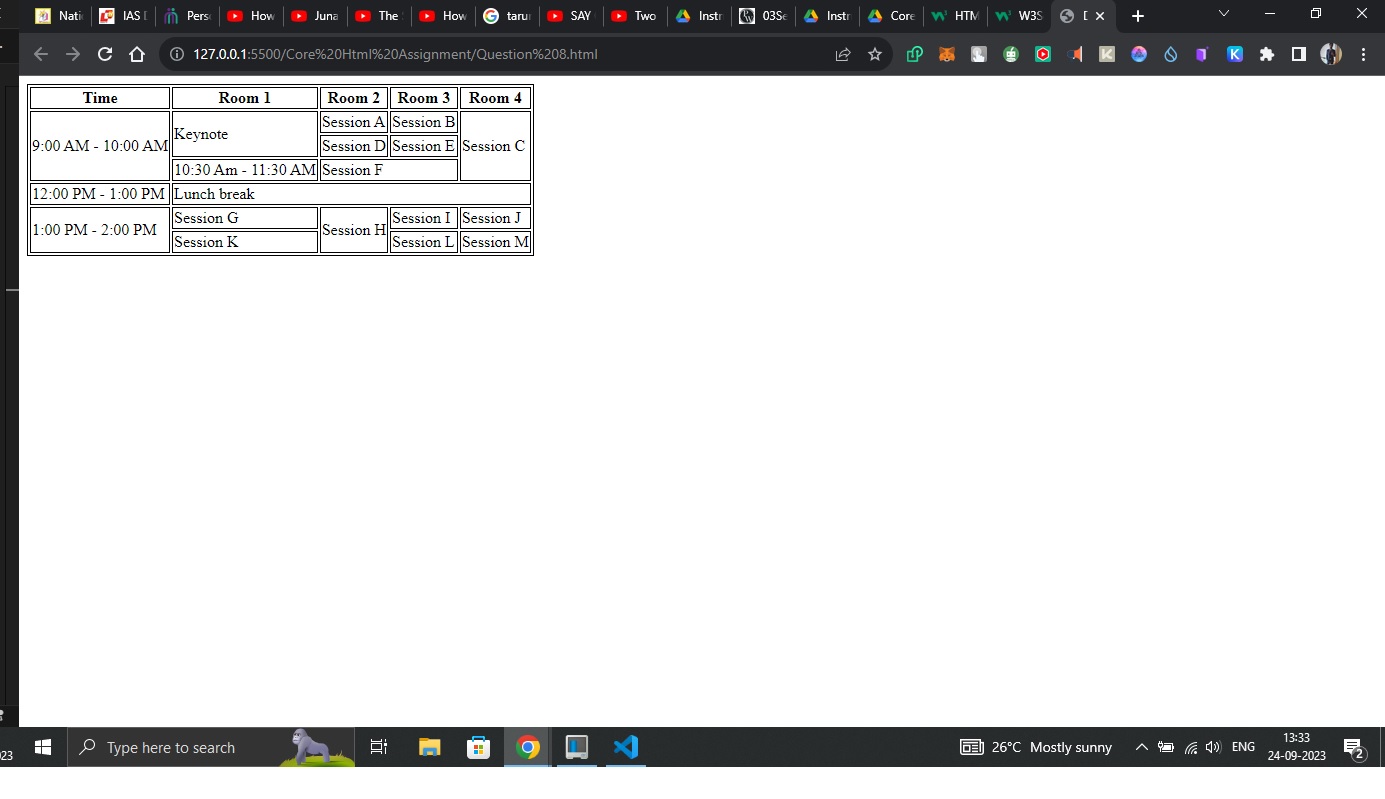 Nati IAS Pers How Juna The How taru SAY Two Instr 03Se Instr Core HTM W3S
127.0.0.1:5500/Core%20Html%20Assignment/Question%208.html
Time Room 1 Room 2 Room 3 Room 4
9:00 AM - 10:00 AM Keynote Session A Session B Session C
Session D Session E
10:30 Am - 11:30 AM Session F
12:00 PM - 1:00 PM Lunch break
1:00 PM - 2:00 PM Session G Session H Session I Session J
Session K Session L Session M
023 Type here to search 26°C Mostly sunny ENG 13:33
24-09-2023 2